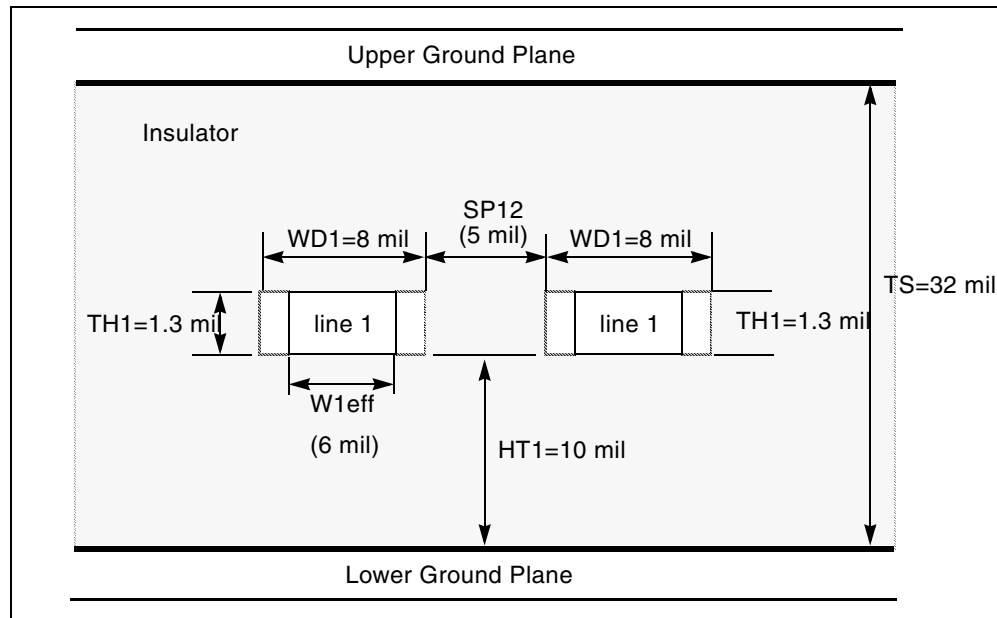 Upper Ground Plane
Insulator
SP12
(5 mil)
WD1=8 mil
WD1=8 mil
TS=32 mil
TH1=1.3 mil
line 1
line 1
TH1=1.3 mil
W1eff
(6 mil)
HT1=10 mil
Lower Ground Plane